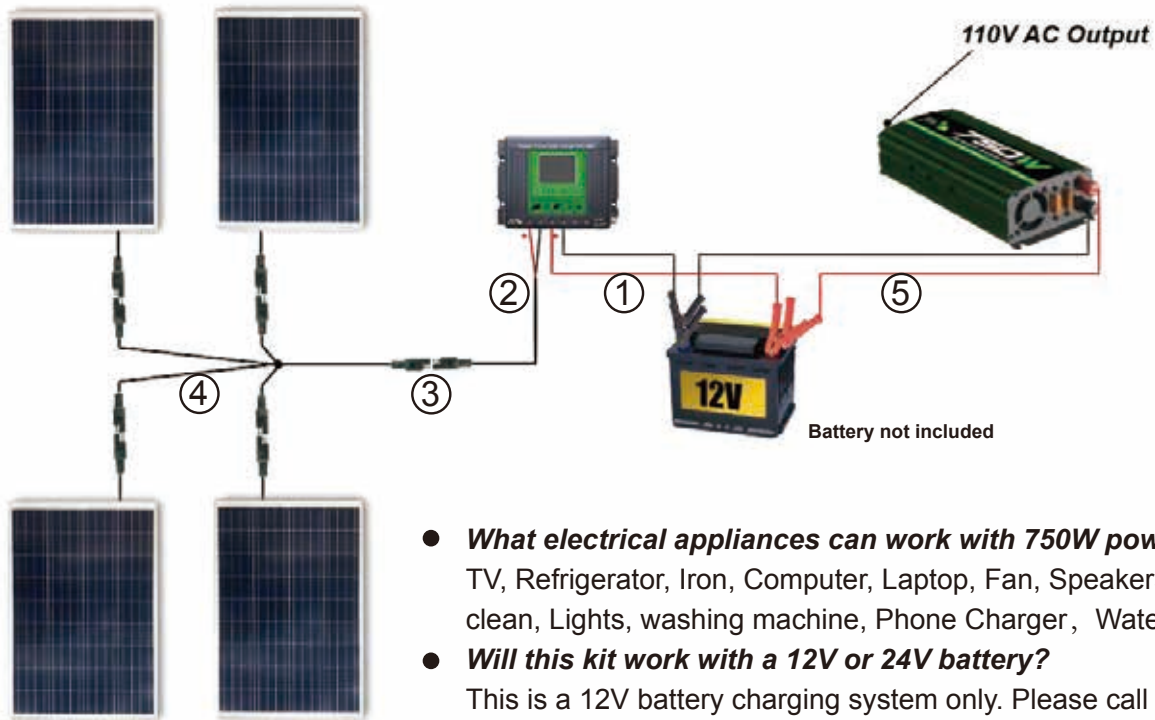 110V AC Output
750W
②
①
⑤
④
③
12V
Battery not included
● What electrical appliances can work with 750W pow
TV, Refrigerator, Iron, Computer, Laptop, Fan, Speaker
clean, Lights, washing machine, Phone Charger，Wate
● Will this kit work with a 12V or 24V battery?
This is a 12V battery charging system only. Please call